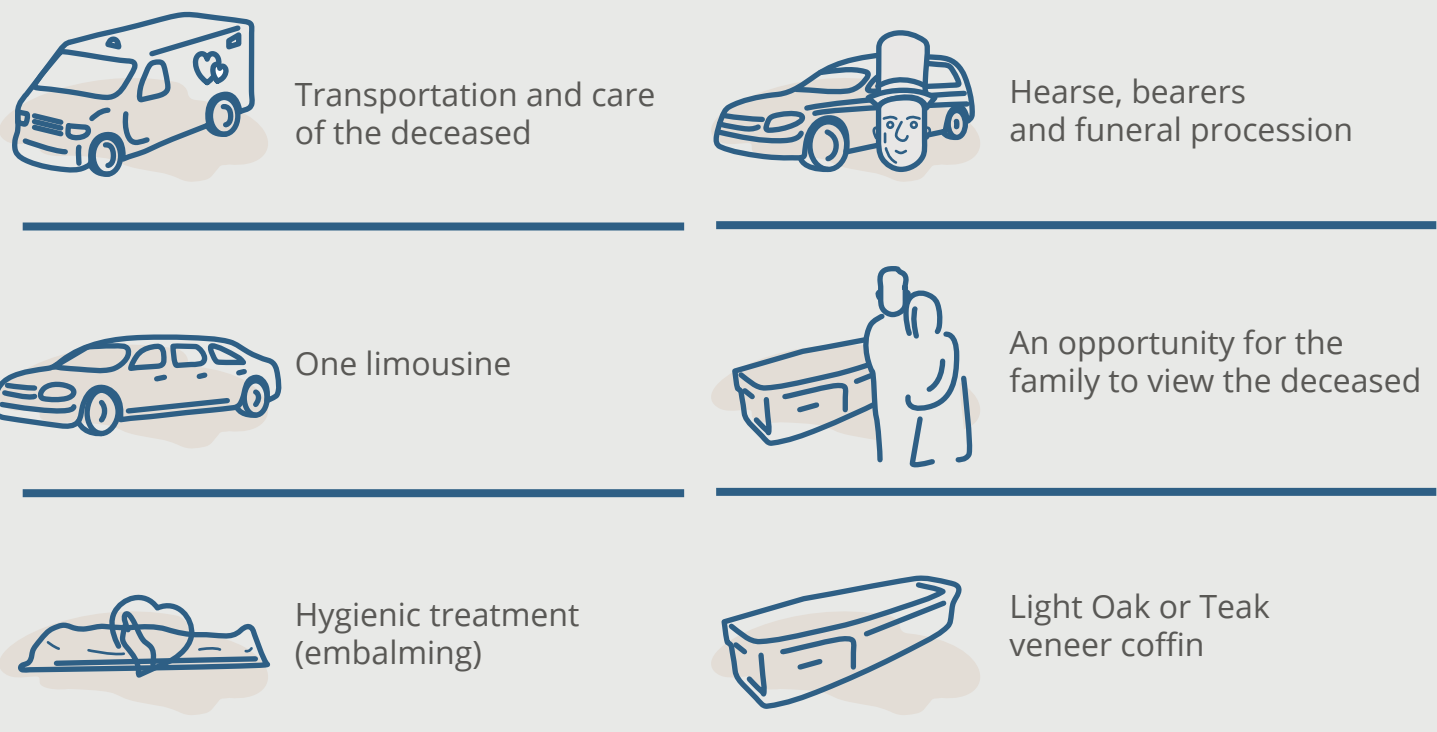 Transportation and care
of the deceased
Hearse, bearers
and funeral procession
One limousine
An opportunity for the
family to view the deceased
Hygienic treatment
(embalming)
Light Oak or Teak
veneer coffin